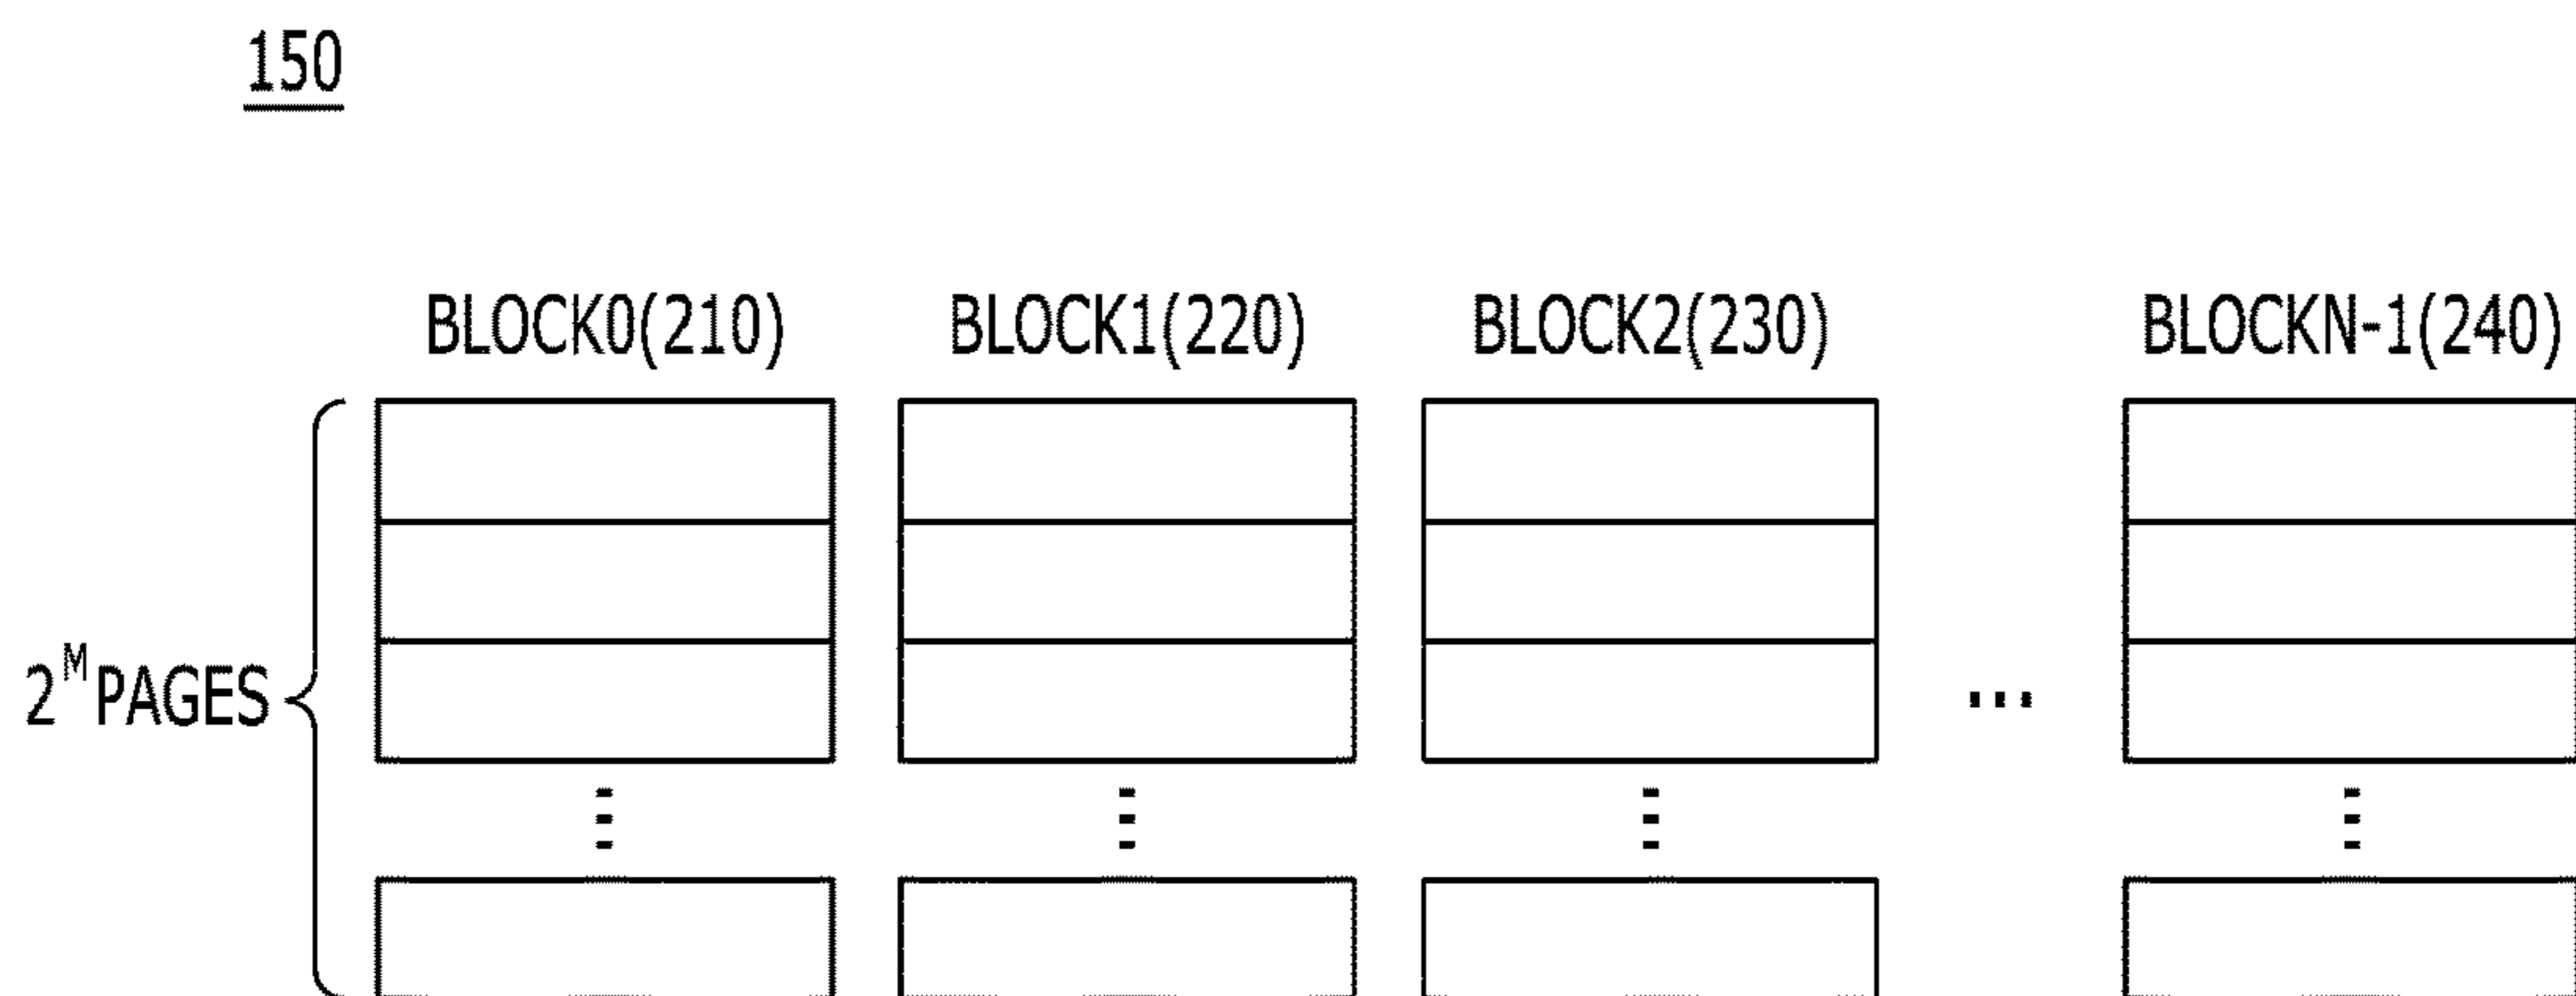 150
BLOCK0(210) BLOCK1(220) BLOCK2(230) BLOCKN-1(240)
2^M PAGES
...